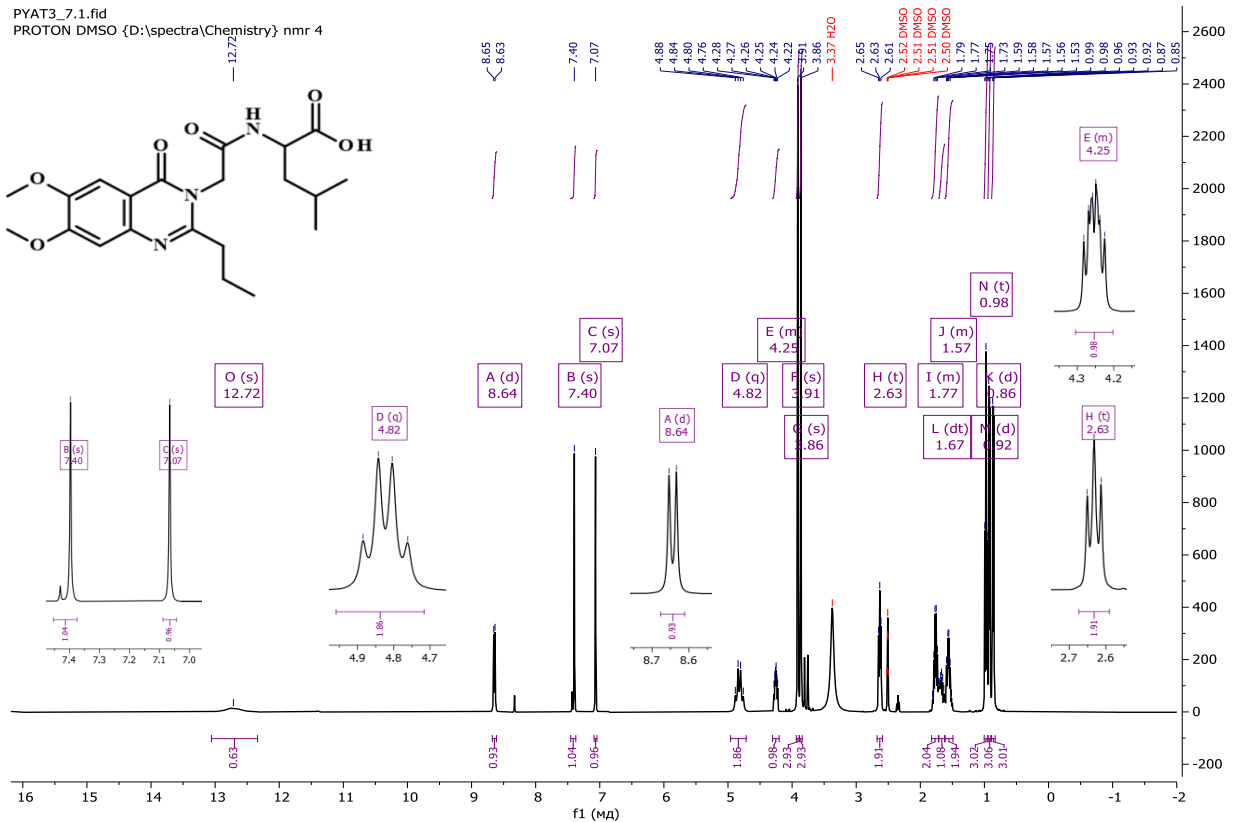 PYAT3_7.1.fid
PROTON DMSO {D:\spectra\Chemistry} nmr 4
12.72
8.65
8.63
7.40
7.07
4.88
4.84
4.80
4.76
4.28
4.27
4.26
4.25
4.24
4.22
3.91
3.86
3.37 H2O
2.65
2.63
2.61
2.52 DMSO
2.51 DMSO
2.51 DMSO
2.50 DMSO
1.79
1.77
1.75
1.73
1.59
1.58
1.57
1.56
1.53
0.99
0.98
0.96
0.93
0.92
0.87
0.85
O
H
N
O
OH
O
O
N
O
N
E (m)
4.25
0.98
4.3 4.2
N (t)
0.98
C (s)
7.07
E (m)
4.25
J (m)
1.57
O (s)
12.72
A (d)
8.64
B (s)
7.40
D (q)
4.82
F (s)
3.91
H (t)
2.63
I (m)
1.77
K (d)
0.86
G (s)
3.86
L (dt)
1.67
M (d)
0.92
B (s)
7.40
C (s)
7.07
1.04
0.96
7.4 7.3 7.2 7.1 7.0
D (q)
4.82
1.86
4.9 4.8 4.7
A (d)
8.64
0.93
8.7 8.6
H (t)
2.63
1.91
2.7 2.6
2600
2400
2200
2000
1800
1600
1400
1200
1000
800
600
400
200
0
-200
0.63
0.93
1.04
0.96
1.86
0.98
2.93
2.93
1.91
2.04
1.08
1.94
3.02
3.06
3.01
16 15 14 13 12 11 10 9 8 7 6 5 4 3 2 1 0 -1 -2
f1 (мд)